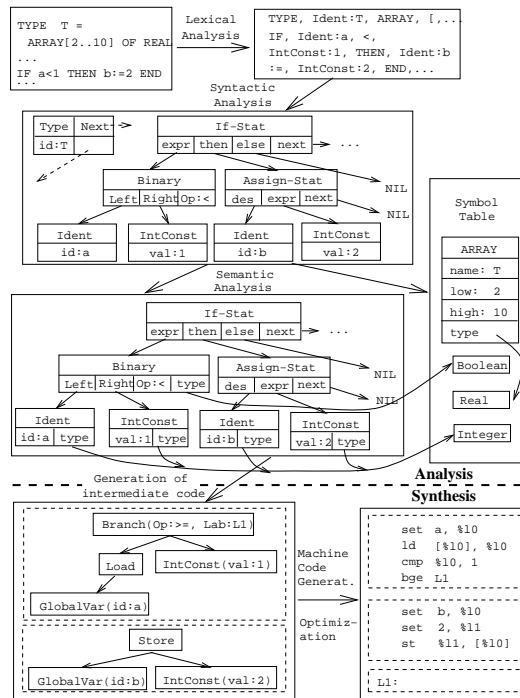 TYPE T =
ARRAY[2..10] OF REAL
...
IF a<1 THEN b:=2 END
...
Lexical
Analysis
TYPE, Ident:T, ARRAY, [,...
IF, Ident:a, <,
IntConst:1, THEN, Ident:b
:=, IntConst:2, END,...
Syntactic
Analysis
Type Next
id:T
If-Stat
expr then else next
...
Binary
Left Right Op:<
Assign-Stat
des expr next
NIL
NIL
Ident
id:a
IntConst
val:1
Ident
id:b
IntConst
val:2
Symbol
Table
ARRAY
name: T
low: 2
high: 10
type
Boolean
Real
Integer
Semantic
Analysis
If-Stat
expr then else next
...
Binary
Left Right Op:< type
Assign-Stat
des expr next
NIL
NIL
Ident
id:a type
IntConst
val:1 type
Ident
id:b type
IntConst
val:2 type
Analysis
Synthesis
Generation of
intermediate code
Branch(Op:>=, Lab:L1)
Load
IntConst(val:1)
GlobalVar(id:a)
Store
GlobalVar(id:b)
IntConst(val:2)
Machine
Code
Generat.
Optimiz-
ation
set a, %l0
ld [%l0], %l0
cmp %l0, 1
bge L1
set b, %l0
set 2, %l1
st %l1, [%l0]
L1: